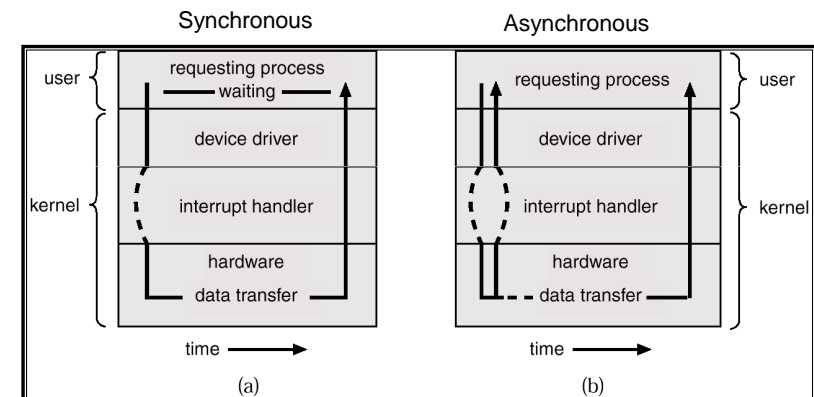 Synchronous
Asynchronous
user
requesting process
waiting
device driver
kernel
interrupt handler
hardware
data transfer
time
(a)
requesting process
user
device driver
interrupt handler
kernel
hardware
data transfer
time
(b)